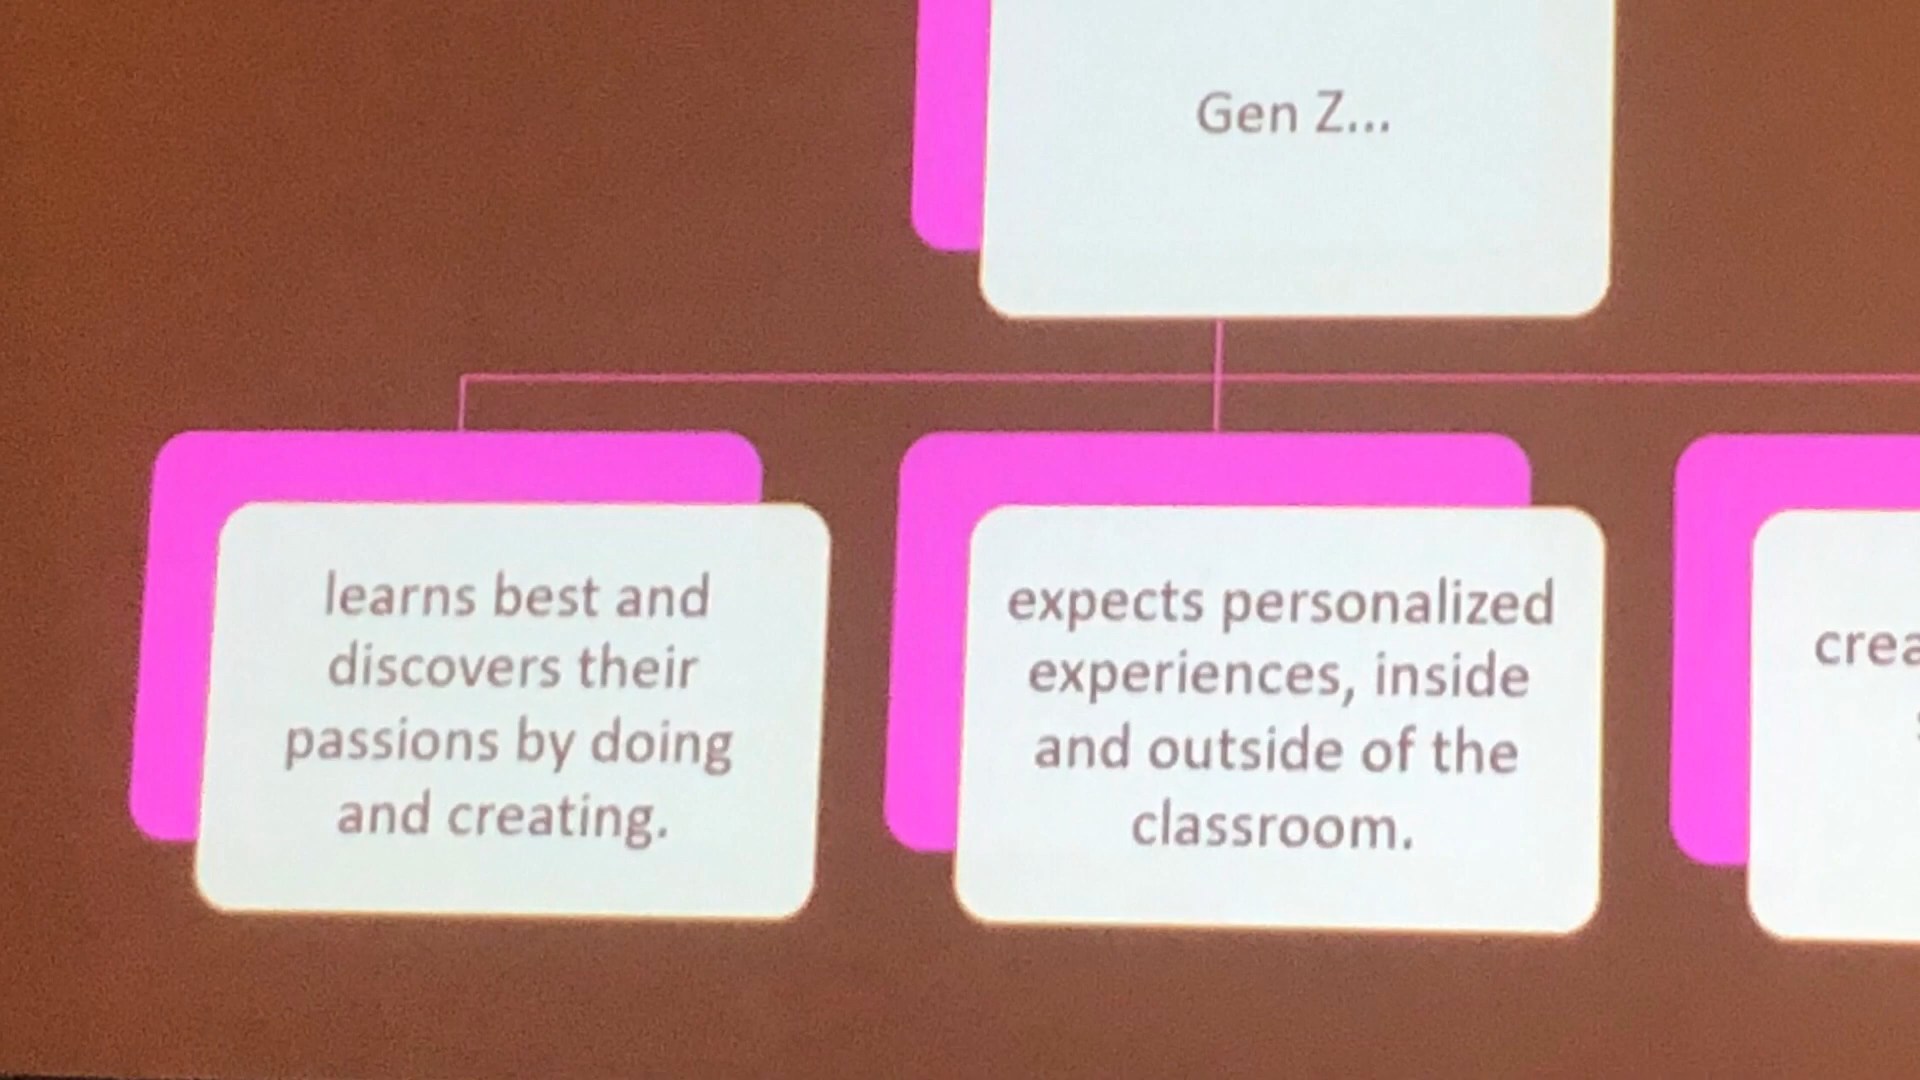 Gen Z...
learns best and
discovers their
passions by doing
and creating.
expects personalized
experiences, inside
and outside of the
classroom.